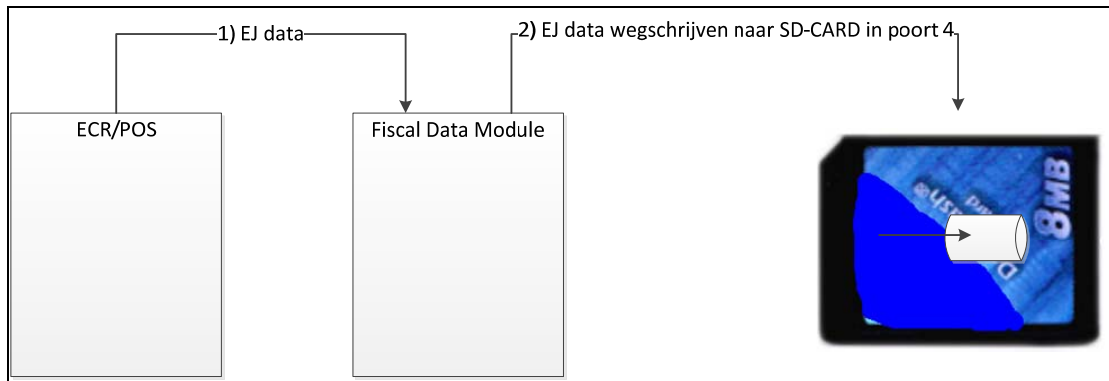 1) EJ data
2) EJ data wegschrijven naar SD-CARD in poort 4
ECR/POS
Fiscal Data Module
8MB